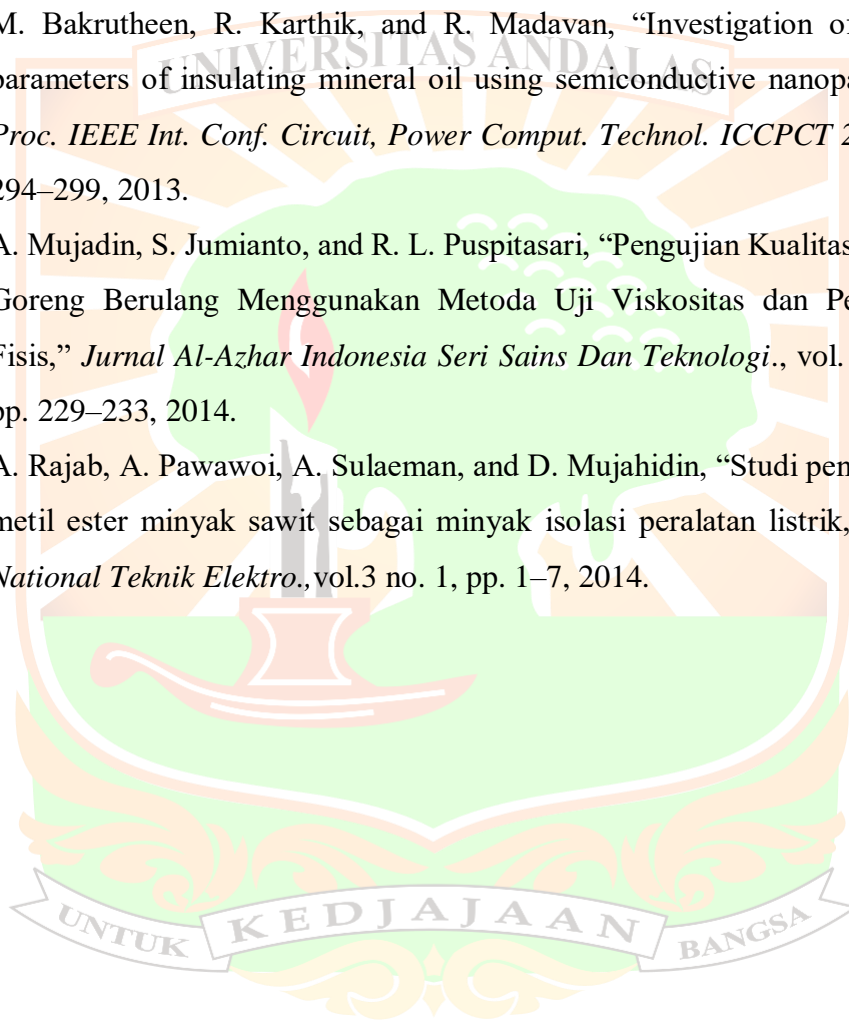 M. Bakrutheen, R. Karthik, and R. Madavan, “Investigation of
parameters of insulating mineral oil using semiconductive nanopa
Proc. IEEE Int. Conf. Circuit, Power Comput. Technol. ICCPCT 2
294–299, 2013.
A. Mujadin, S. Jumianto, and R. L. Puspitasari, “Pengujian Kualitas
Goreng Berulang Menggunakan Metoda Uji Viskositas dan Pe
Fisis,” Jurnal Al-Azhar Indonesia Seri Sains Dan Teknologi., vol.
pp. 229–233, 2014.
A. Rajab, A. Pawawoi, A. Sulaeman, and D. Mujahidin, “Studi pen
metil ester minyak sawit sebagai minyak isolasi peralatan listrik,
National Teknik Elektro.,vol.3 no. 1, pp. 1–7, 2014.
UNIVERSITAS ANDALAS
UNTUK KEDJAJAAN BANGSA